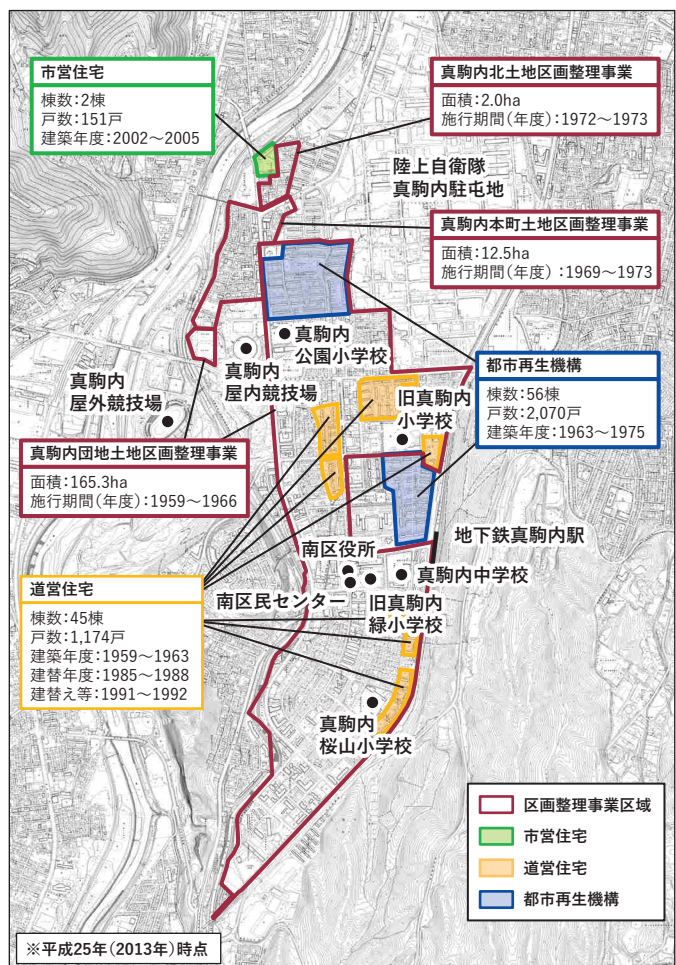 市営住宅
棟数:2棟
戸数:151戸
建築年度:2002～2005
真駒内北土地区画整理事業
面積:2.0ha
施行期間(年度):1972～1973
陸上自衛隊
真駒内駐屯地
真駒内本町土地区画整理事業
面積:12.5ha
施行期間(年度):1969～1973
真駒内
公園小学校
真駒内
屋内競技場
真駒内
屋外競技場
都市再生機構
棟数:56棟
戸数:2,070戸
建築年度:1963～1975
旧真駒内
小学校
真駒内団地土地区画整理事業
面積:165.3ha
施行期間(年度):1959～1966
地下鉄真駒内駅
南区役所
真駒内中学校
南区民センター
旧真駒内
緑小学校
道営住宅
棟数:45棟
戸数:1,174戸
建築年度:1959～1963
建替年度:1985～1988
建替え等:1991～1992
真駒内
桜山小学校
区画整理事業区域
市営住宅
道営住宅
都市再生機構
※平成25年(2013年)時点